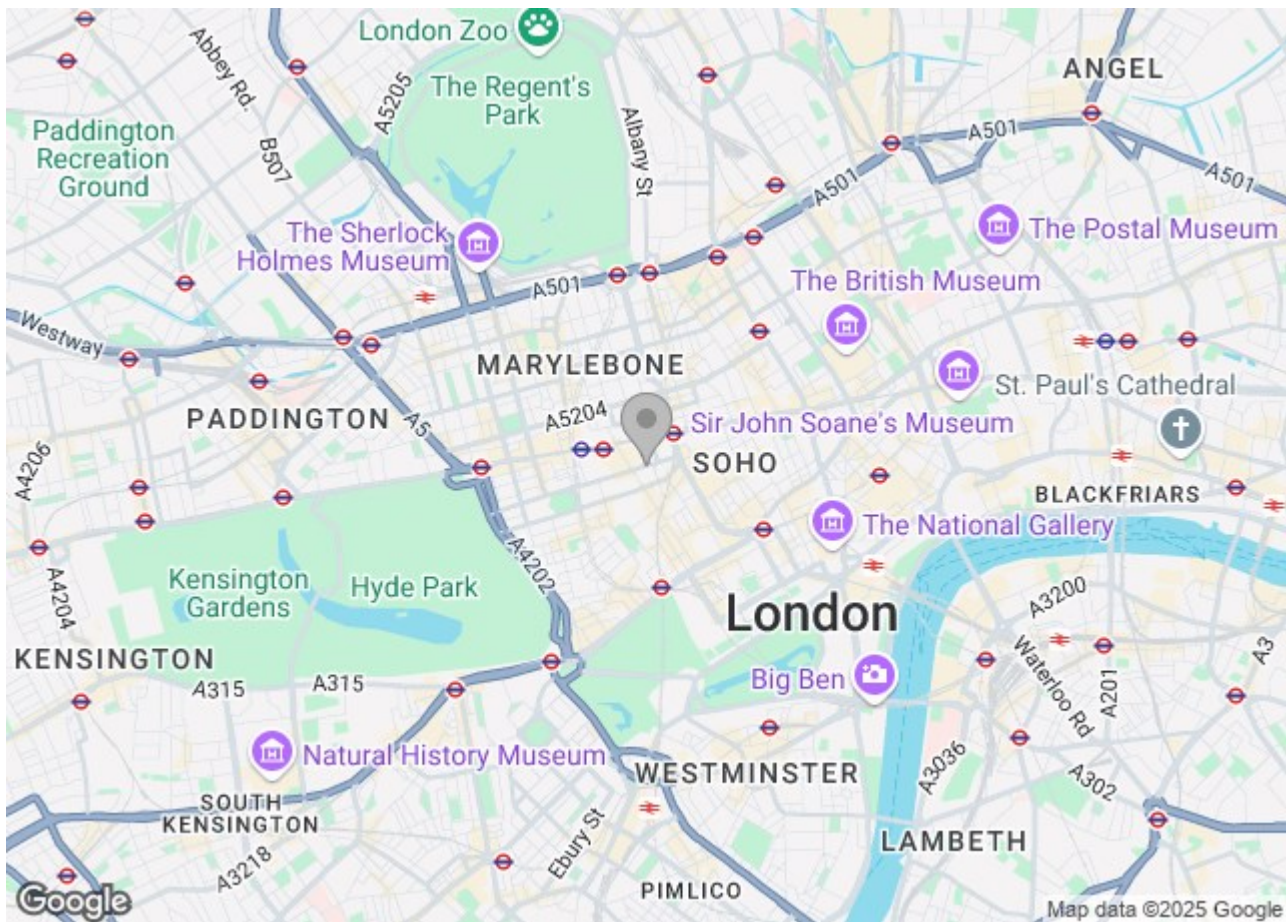 London Zoo
The Regent's
Park
Abbey Rd.
A5205
Albany St
ANGEL
A501
A501
A501
Paddington
Recreation
Ground
B507
The Sherlock
Holmes Museum
The Postal Museum
The British Museum
A501
Westway
MARYLEBONE
St. Paul's Cathedral
PADDINGTON
A5
A5204
Sir John Soane's Museum
SOHO
A4206
BLACKFRIARS
The National Gallery
A4202
Kensington
Gardens
Hyde Park
A4204
London
A3200
KENSINGTON
A315
A315
Big Ben
Waterloo Rd
A201
A3
Natural History Museum
WESTMINSTER
A3036
A302
SOUTH
KENSINGTON
Ebury St
LAMBETH
A3218
PIMLICO
Google
Map data ©2025 Google